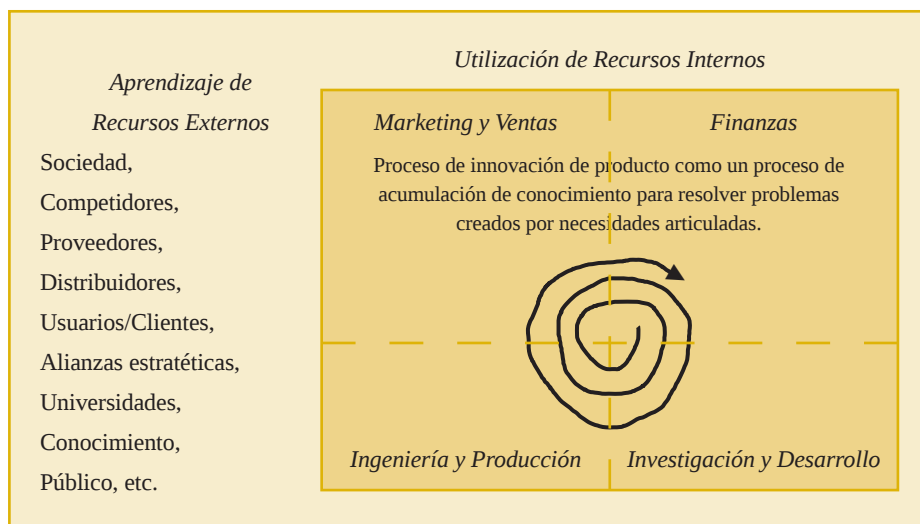 Utilización de Recursos Internos
Aprendizaje de
Recursos Externos
Sociedad,
Competidores,
Proveedores,
Distribuidores,
Usuarios/Clientes,
Alianzas estratéticas,
Universidades,
Conocimiento,
Público, etc.
Marketing y Ventas
Finanzas
Proceso de innovación de producto como un proceso de
acumulación de conocimiento para resolver problemas
creados por necesidades articuladas.
Ingeniería y Producción
Investigación y Desarrollo